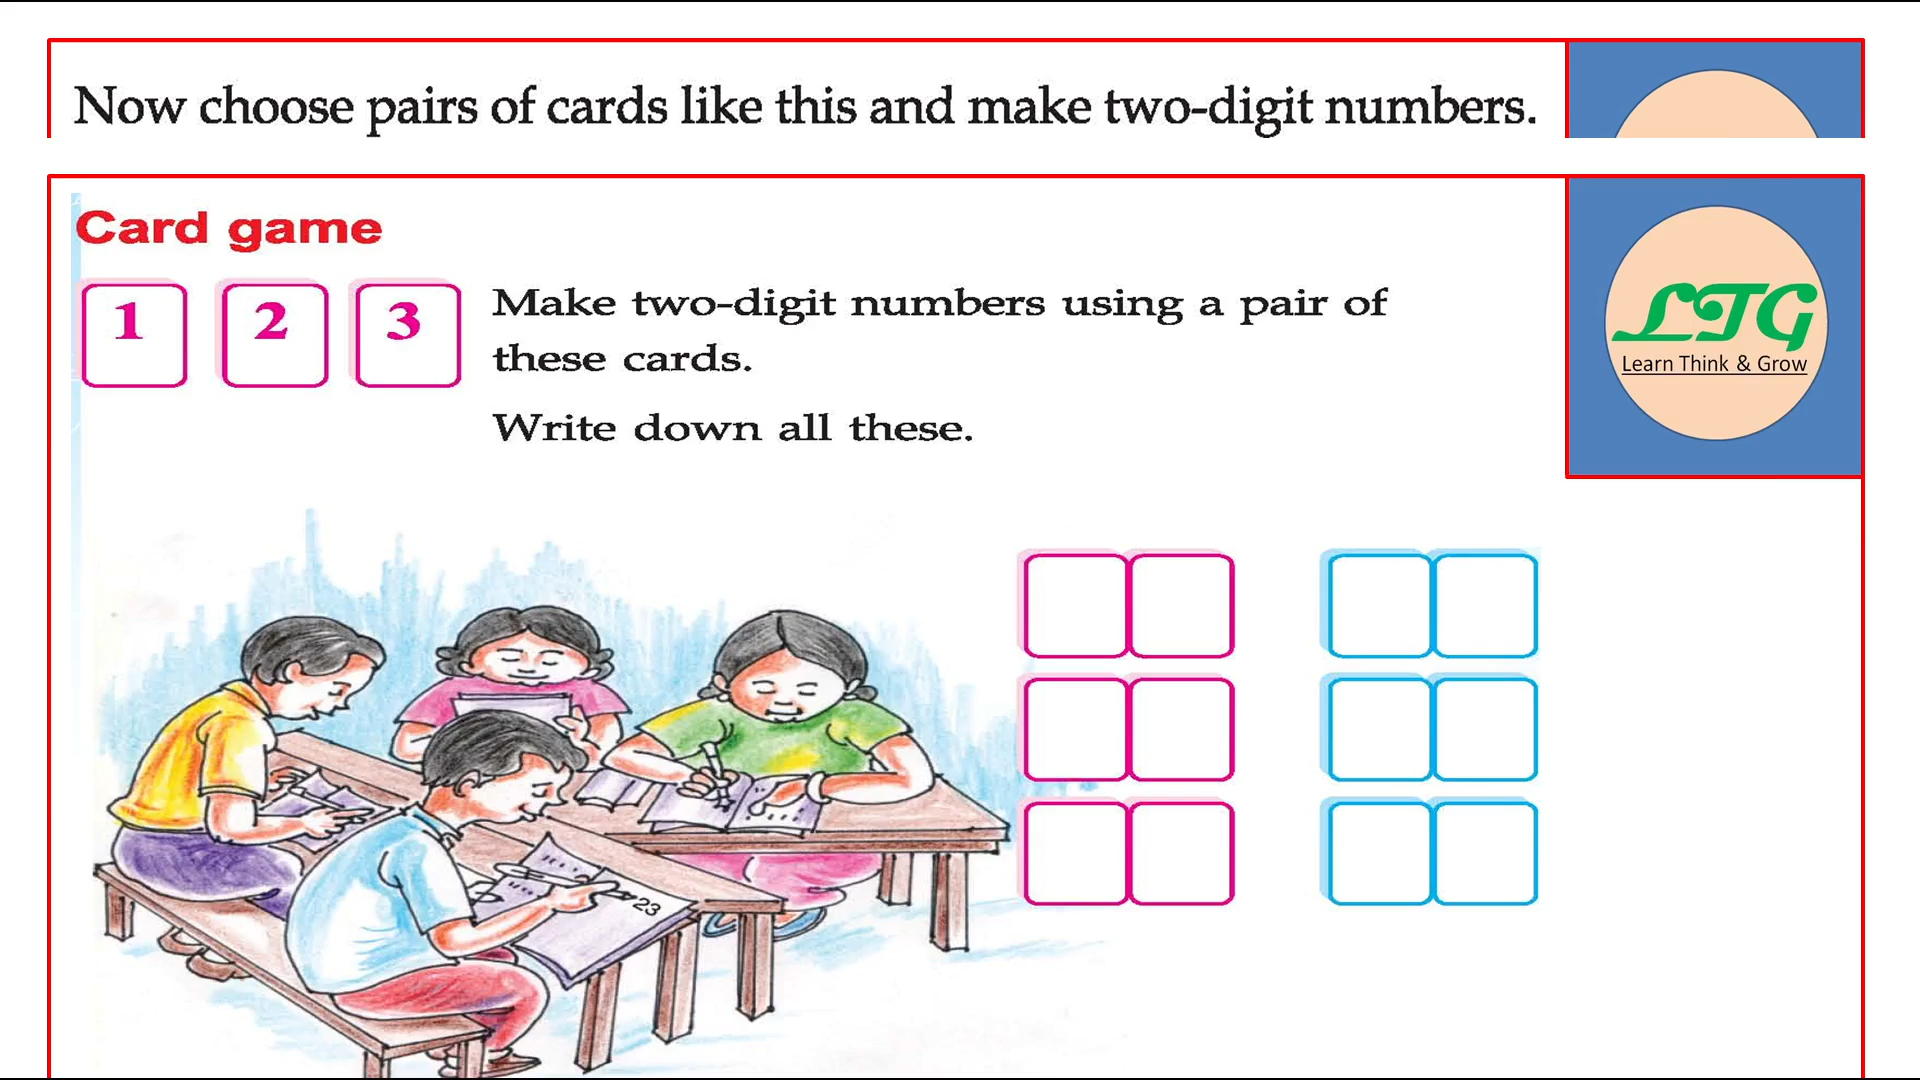 Now choose pairs of cards like this and make two-digit numbers.
Card game
1 2 3
Make two-digit numbers using a pair of
these cards.
Write down all these.
LTG
Learn Think & Grow
23